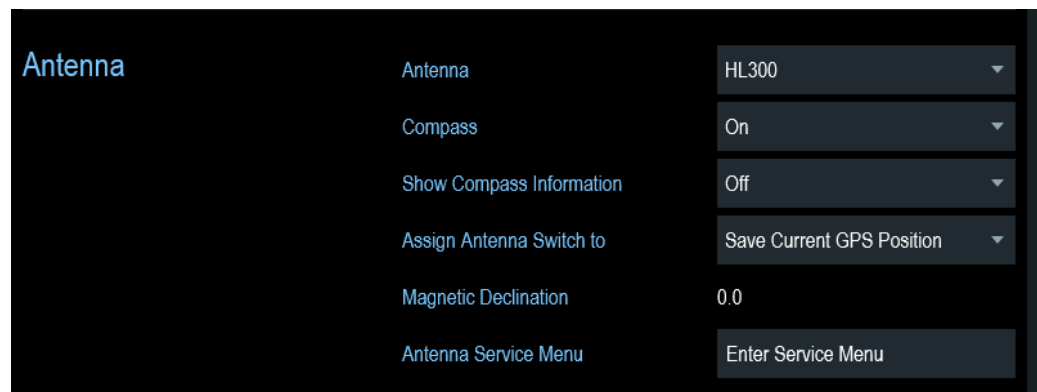 Antenna
Antenna HL300
Compass On
Show Compass Information Off
Assign Antenna Switch to Save Current GPS Position
Magnetic Declination 0.0
Antenna Service Menu Enter Service Menu